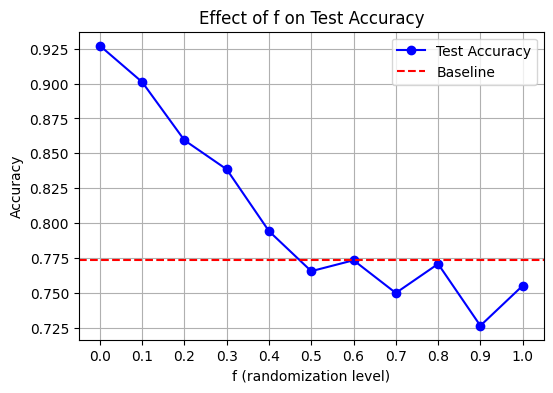 Effect of f on Test Accuracy
Test Accuracy
Baseline
Accuracy
0.925
0.900
0.875
0.850
0.825
0.800
0.775
0.750
0.725
0.0 0.1 0.2 0.3 0.4 0.5 0.6 0.7 0.8 0.9 1.0
f (randomization level)